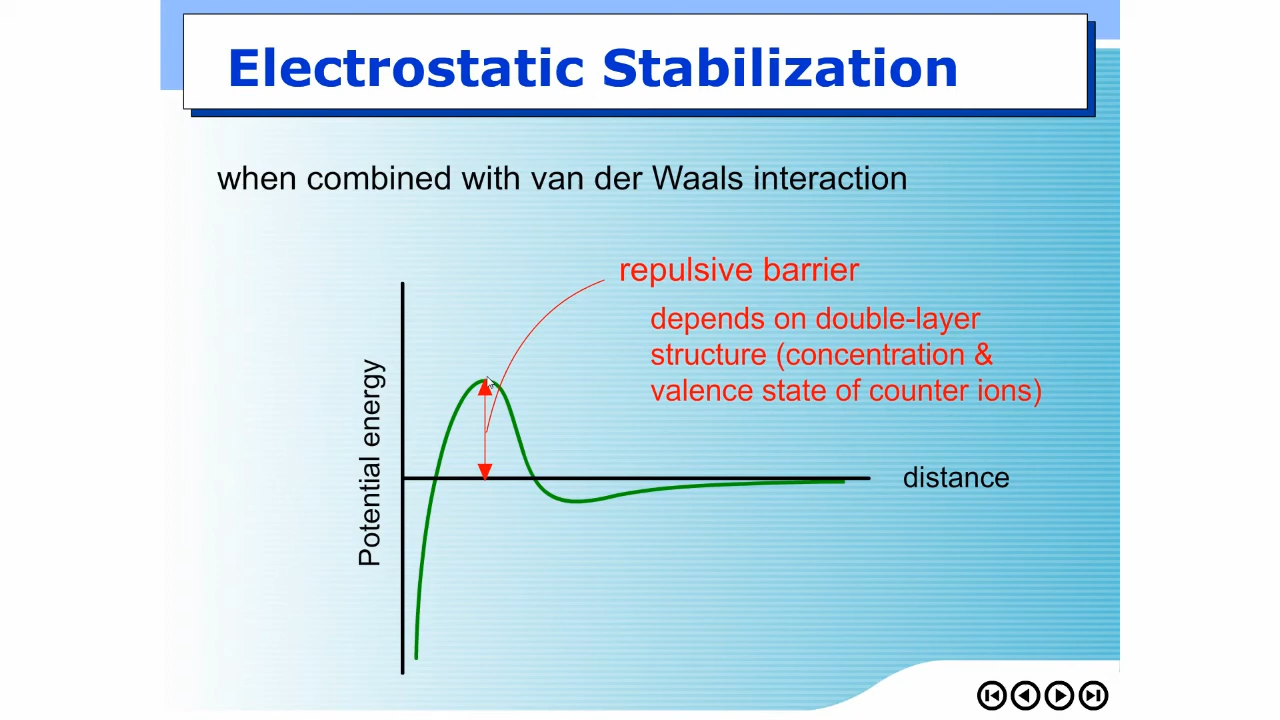 Electrostatic Stabilization
when combined with van der Waals interaction
repulsive barrier
depends on double-layer
structure (concentration &
valence state of counter ions)
Potential energy
distance